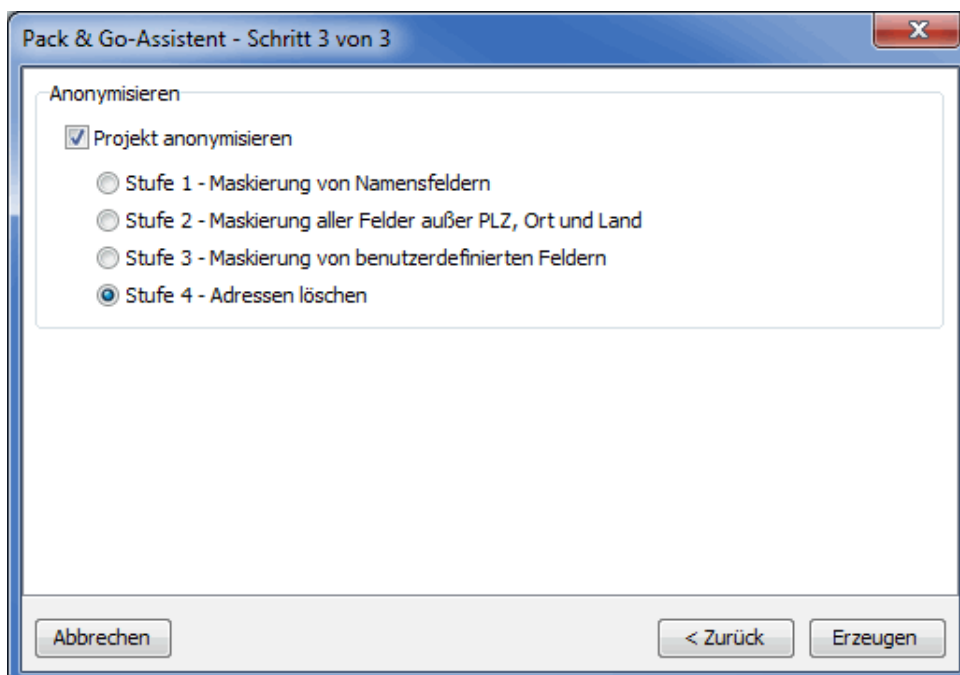 Pack & Go-Assistent - Schritt 3 von 3
Anonymisieren
Projekt anonymisieren
Stufe 1 - Maskierung von Namensfeldern
Stufe 2 - Maskierung aller Felder außer PLZ, Ort und Land
Stufe 3 - Maskierung von benutzerdefinierten Feldern
Stufe 4 - Adressen löschen
Abbrechen
< Zurück
Erzeugen